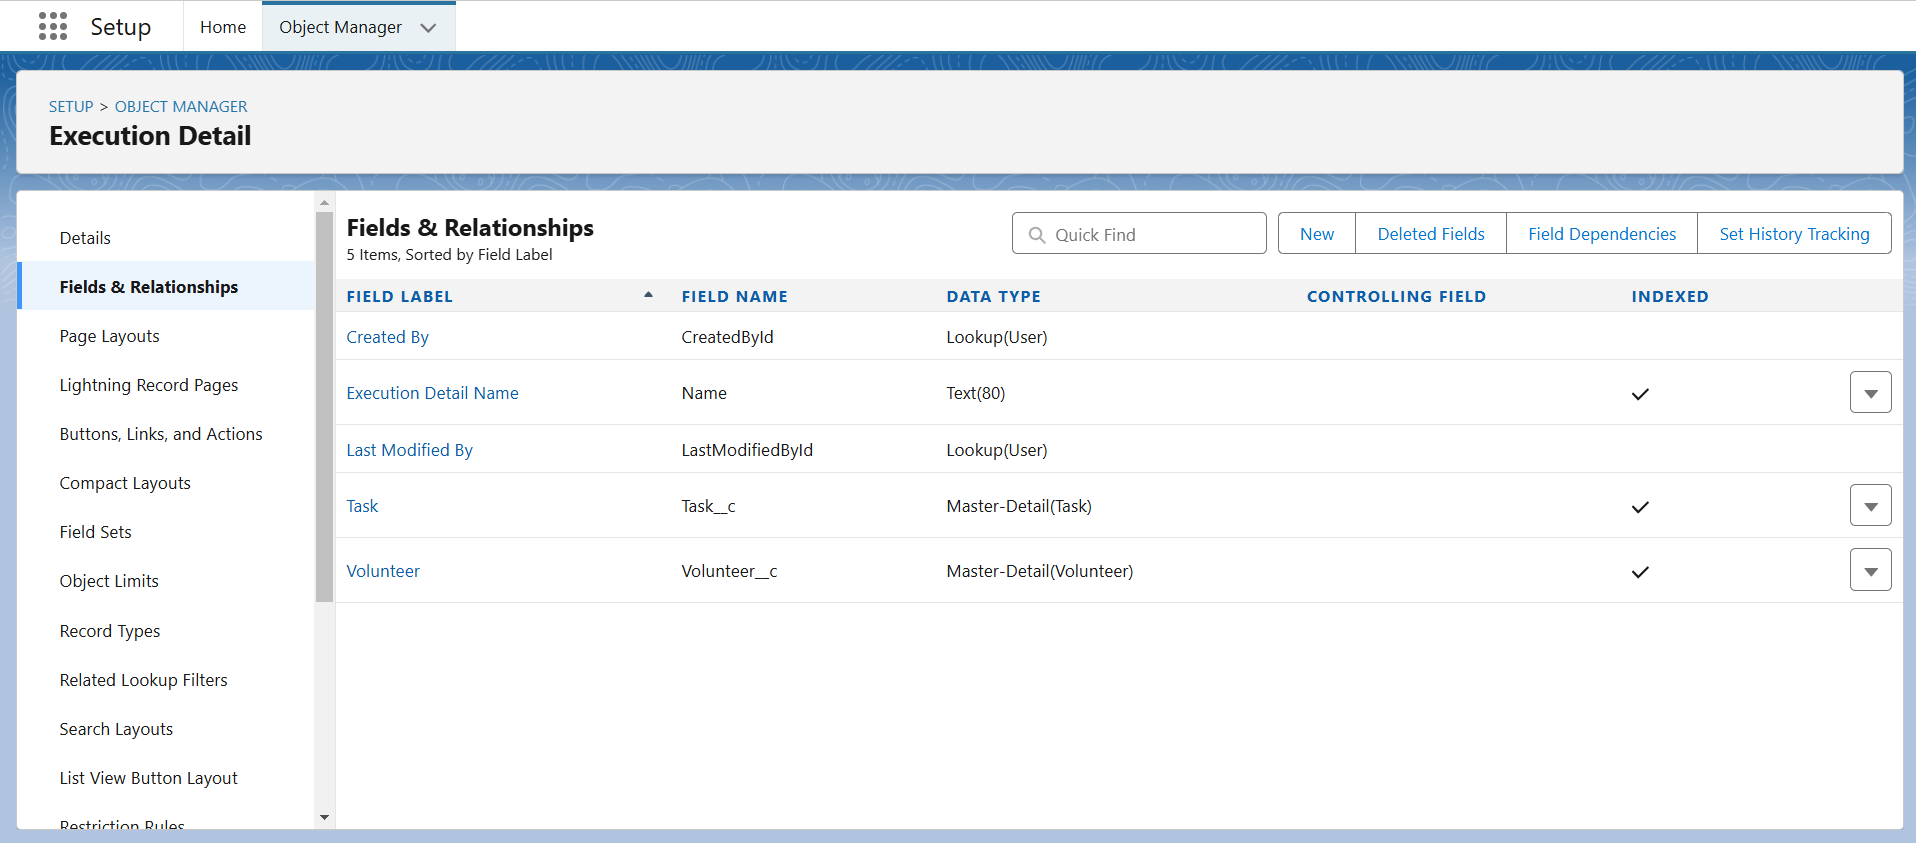 Setup
Home
Object Manager
SETUP > OBJECT MANAGER
Execution Detail
Details
Fields & Relationships
Page Layouts
Lightning Record Pages
Buttons, Links, and Actions
Compact Layouts
Field Sets
Object Limits
Record Types
Related Lookup Filters
Search Layouts
List View Button Layout
Restriction Rules
Fields & Relationships
5 Items, Sorted by Field Label
Quick Find
New
Deleted Fields
Field Dependencies
Set History Tracking
FIELD LABEL FIELD NAME DATA TYPE CONTROLLING FIELD INDEXED
Created By CreatedById Lookup(User)
Execution Detail Name Name Text(80)
Last Modified By LastModifiedById Lookup(User)
Task Task__c Master-Detail(Task)
Volunteer Volunteer__c Master-Detail(Volunteer)